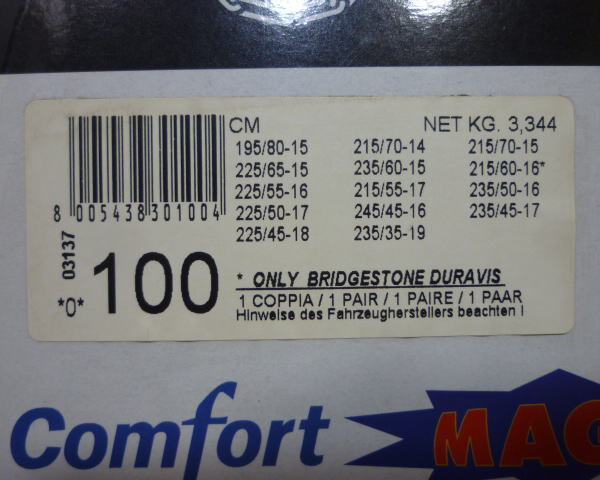 CM NET KG. 3,344
195/80-15 215/70-14 215/70-15
225/65-15 235/60-15 215/60-16*
225/55-16 215/55-17 235/50-16
225/50-17 245/45-16 235/45-17
225/45-18 235/35-19
8 005438 301004
03137
*O* 100
* ONLY BRIDGESTONE DURAVIS
1 COPPIA / 1 PAIR / 1 PAIRE / 1 PAAR
Hinweise des Fahrzeugherstellers beachten !
Comfort MAG